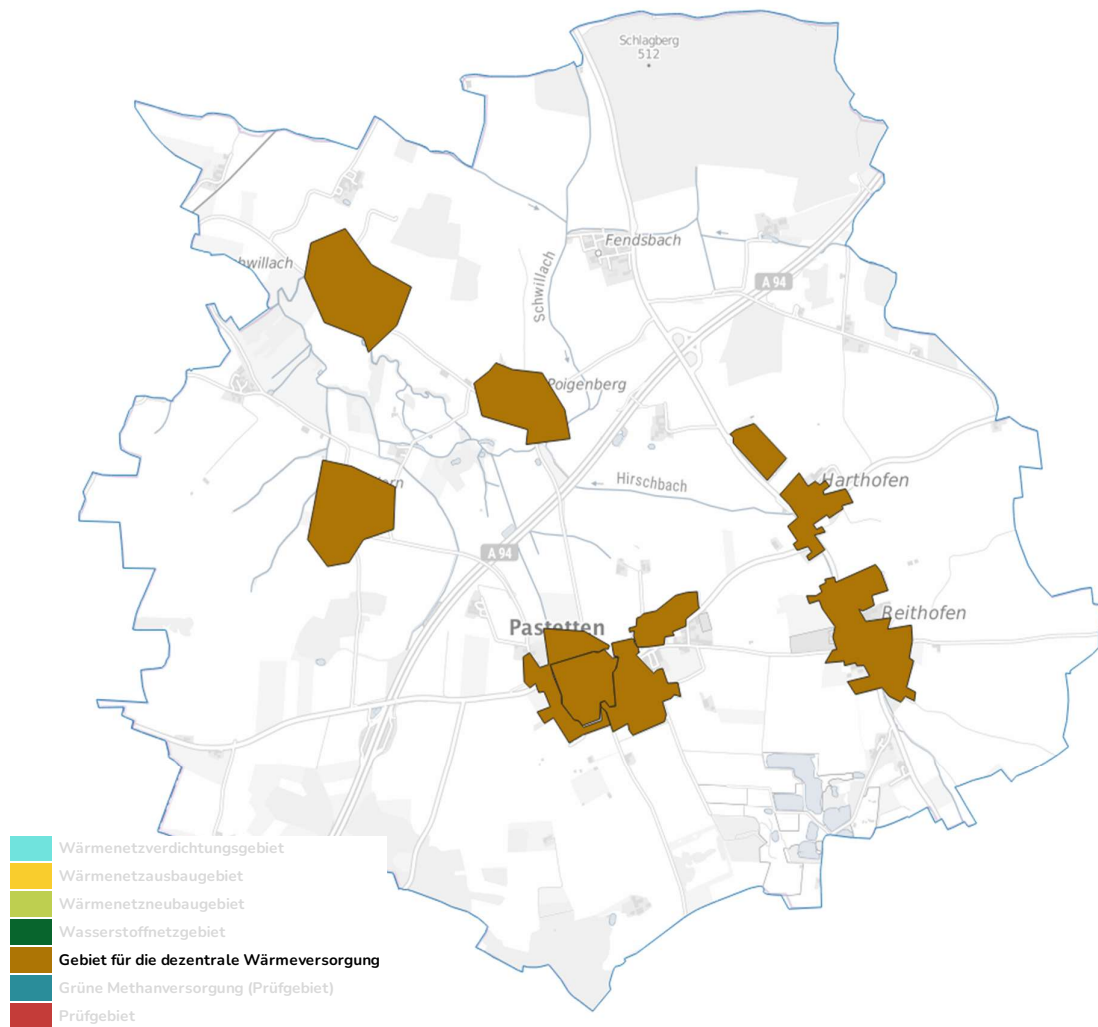 Schlagberg
512
Fendsbach
hwillach
Schwillach
A 94
Poigenberg
Harthofen
Hirschbach
A 94
Reithofen
Pastetten
Wärmenetzverdichtungsgebiet
Wärmenetzausbaugebiet
Wärmenetzneubaugebiet
Wasserstoffnetzgebiet
Gebiet für die dezentrale Wärmeversorgung
Grüne Methanversorgung (Prüfgebiet)
Prüfgebiet